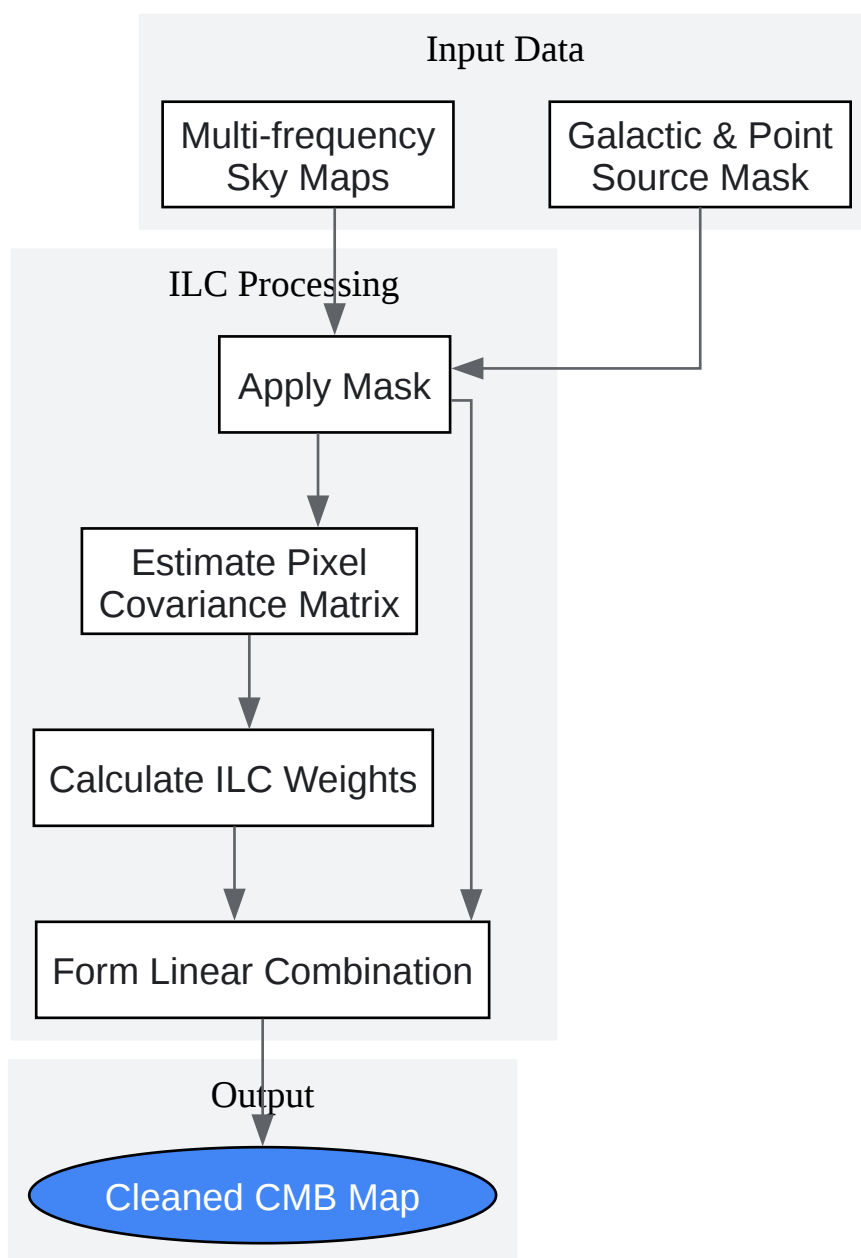 Input Data
Multi-frequency
Sky Maps
Galactic & Point
Source Mask
ILC Processing
Apply Mask
Estimate Pixel
Covariance Matrix
Calculate ILC Weights
Form Linear Combination
Output
Cleaned CMB Map